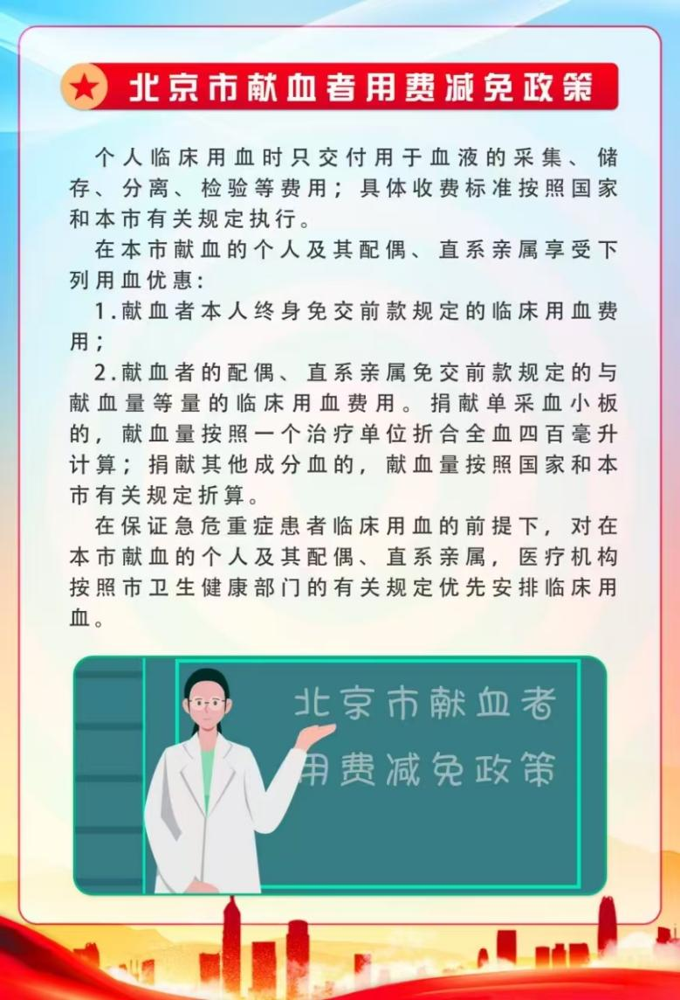 北京市献血者用费减免政策
个人临床用血时只交付用于血液的采集、储
存、分离、检验等费用；具体收费标准按照国家
和本市有关规定执行。
在本市献血的个人及其配偶、直系亲属享受下
列用血优惠：
1.献血者本人终身免交前款规定的临床用血费
用；
2.献血者的配偶、直系亲属免交前款规定的与
献血量等量的临床用血费用。捐献单采血小板
的，献血量按照一个治疗单位折合全血四百毫升
计算；捐献其他成分血的，献血量按照国家和本
市有关规定折算。
在保证急危重症患者临床用血的前提下，对在
本市献血的个人及其配偶、直系亲属，医疗机构
按照市卫生健康部门的有关规定优先安排临床用
血。
北京市献血者
用费减免政策